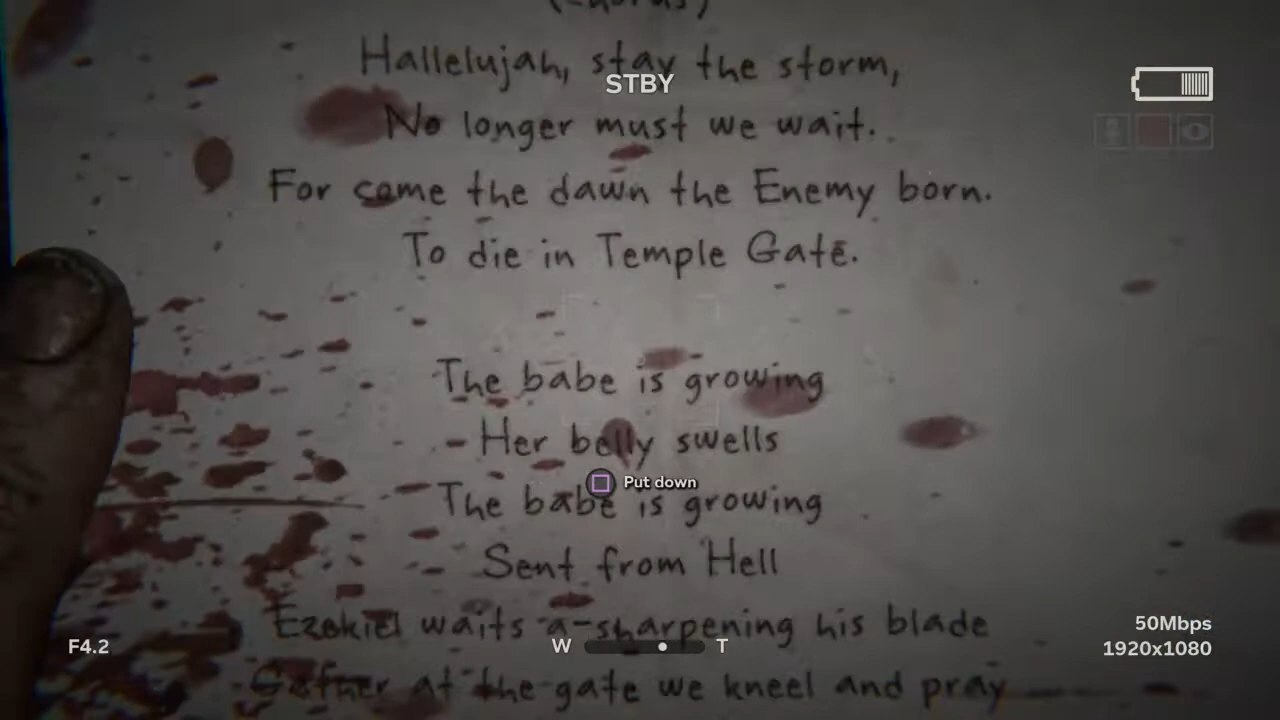 (Chorus)
Hallelujah, stay the storm,
STBY
No longer must we wait.
For come the dawn the Enemy born.
To die in Temple Gate.
The babe is growing
Her belly swells
Put down
The babe is growing
Sent from Hell
Ezekiel waits a-sharpening his blade
50Mbps
F4.2
W T
1920x1080
Gather at the gate we kneel and pray